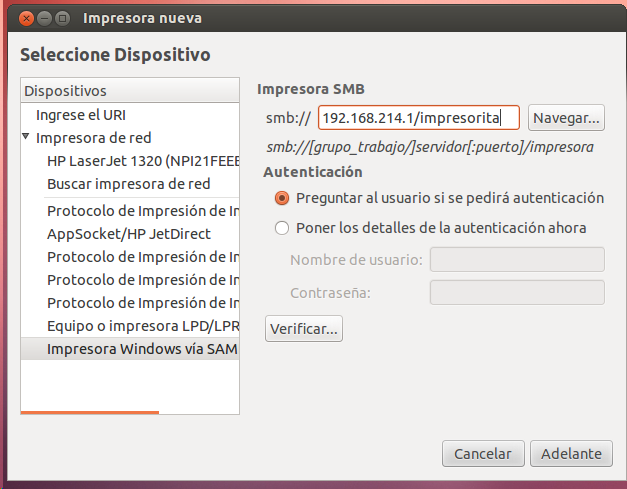 Impresora nueva
Seleccione Dispositivo
Dispositivos
Ingrese el URI
Impresora de red
HP LaserJet 1320 (NPI21FEEE
Buscar impresora de red
Protocolo de Impresión de In
AppSocket/HP JetDirect
Protocolo de Impresión de In
Protocolo de Impresión de In
Protocolo de Impresión de In
Equipo o impresora LPD/LPR
Impresora Windows vía SAM
Impresora SMB
smb:// 192.168.214.1/impresorita Navegar...
smb://[grupo_trabajo/]servidor[:puerto]/impresora
Autenticación
Preguntar al usuario si se pedirá autenticación
Poner los detalles de la autenticación ahora
Nombre de usuario:
Contraseña:
Verificar...
Cancelar Adelante